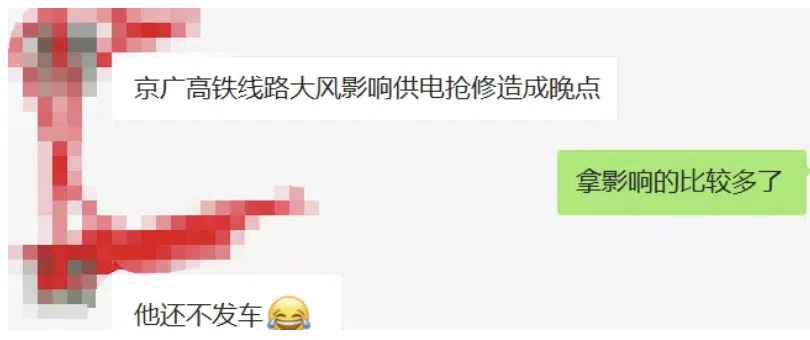 京广高铁线路大风影响供电抢修造成晚点
拿影响的比较多了
他还不发车😂